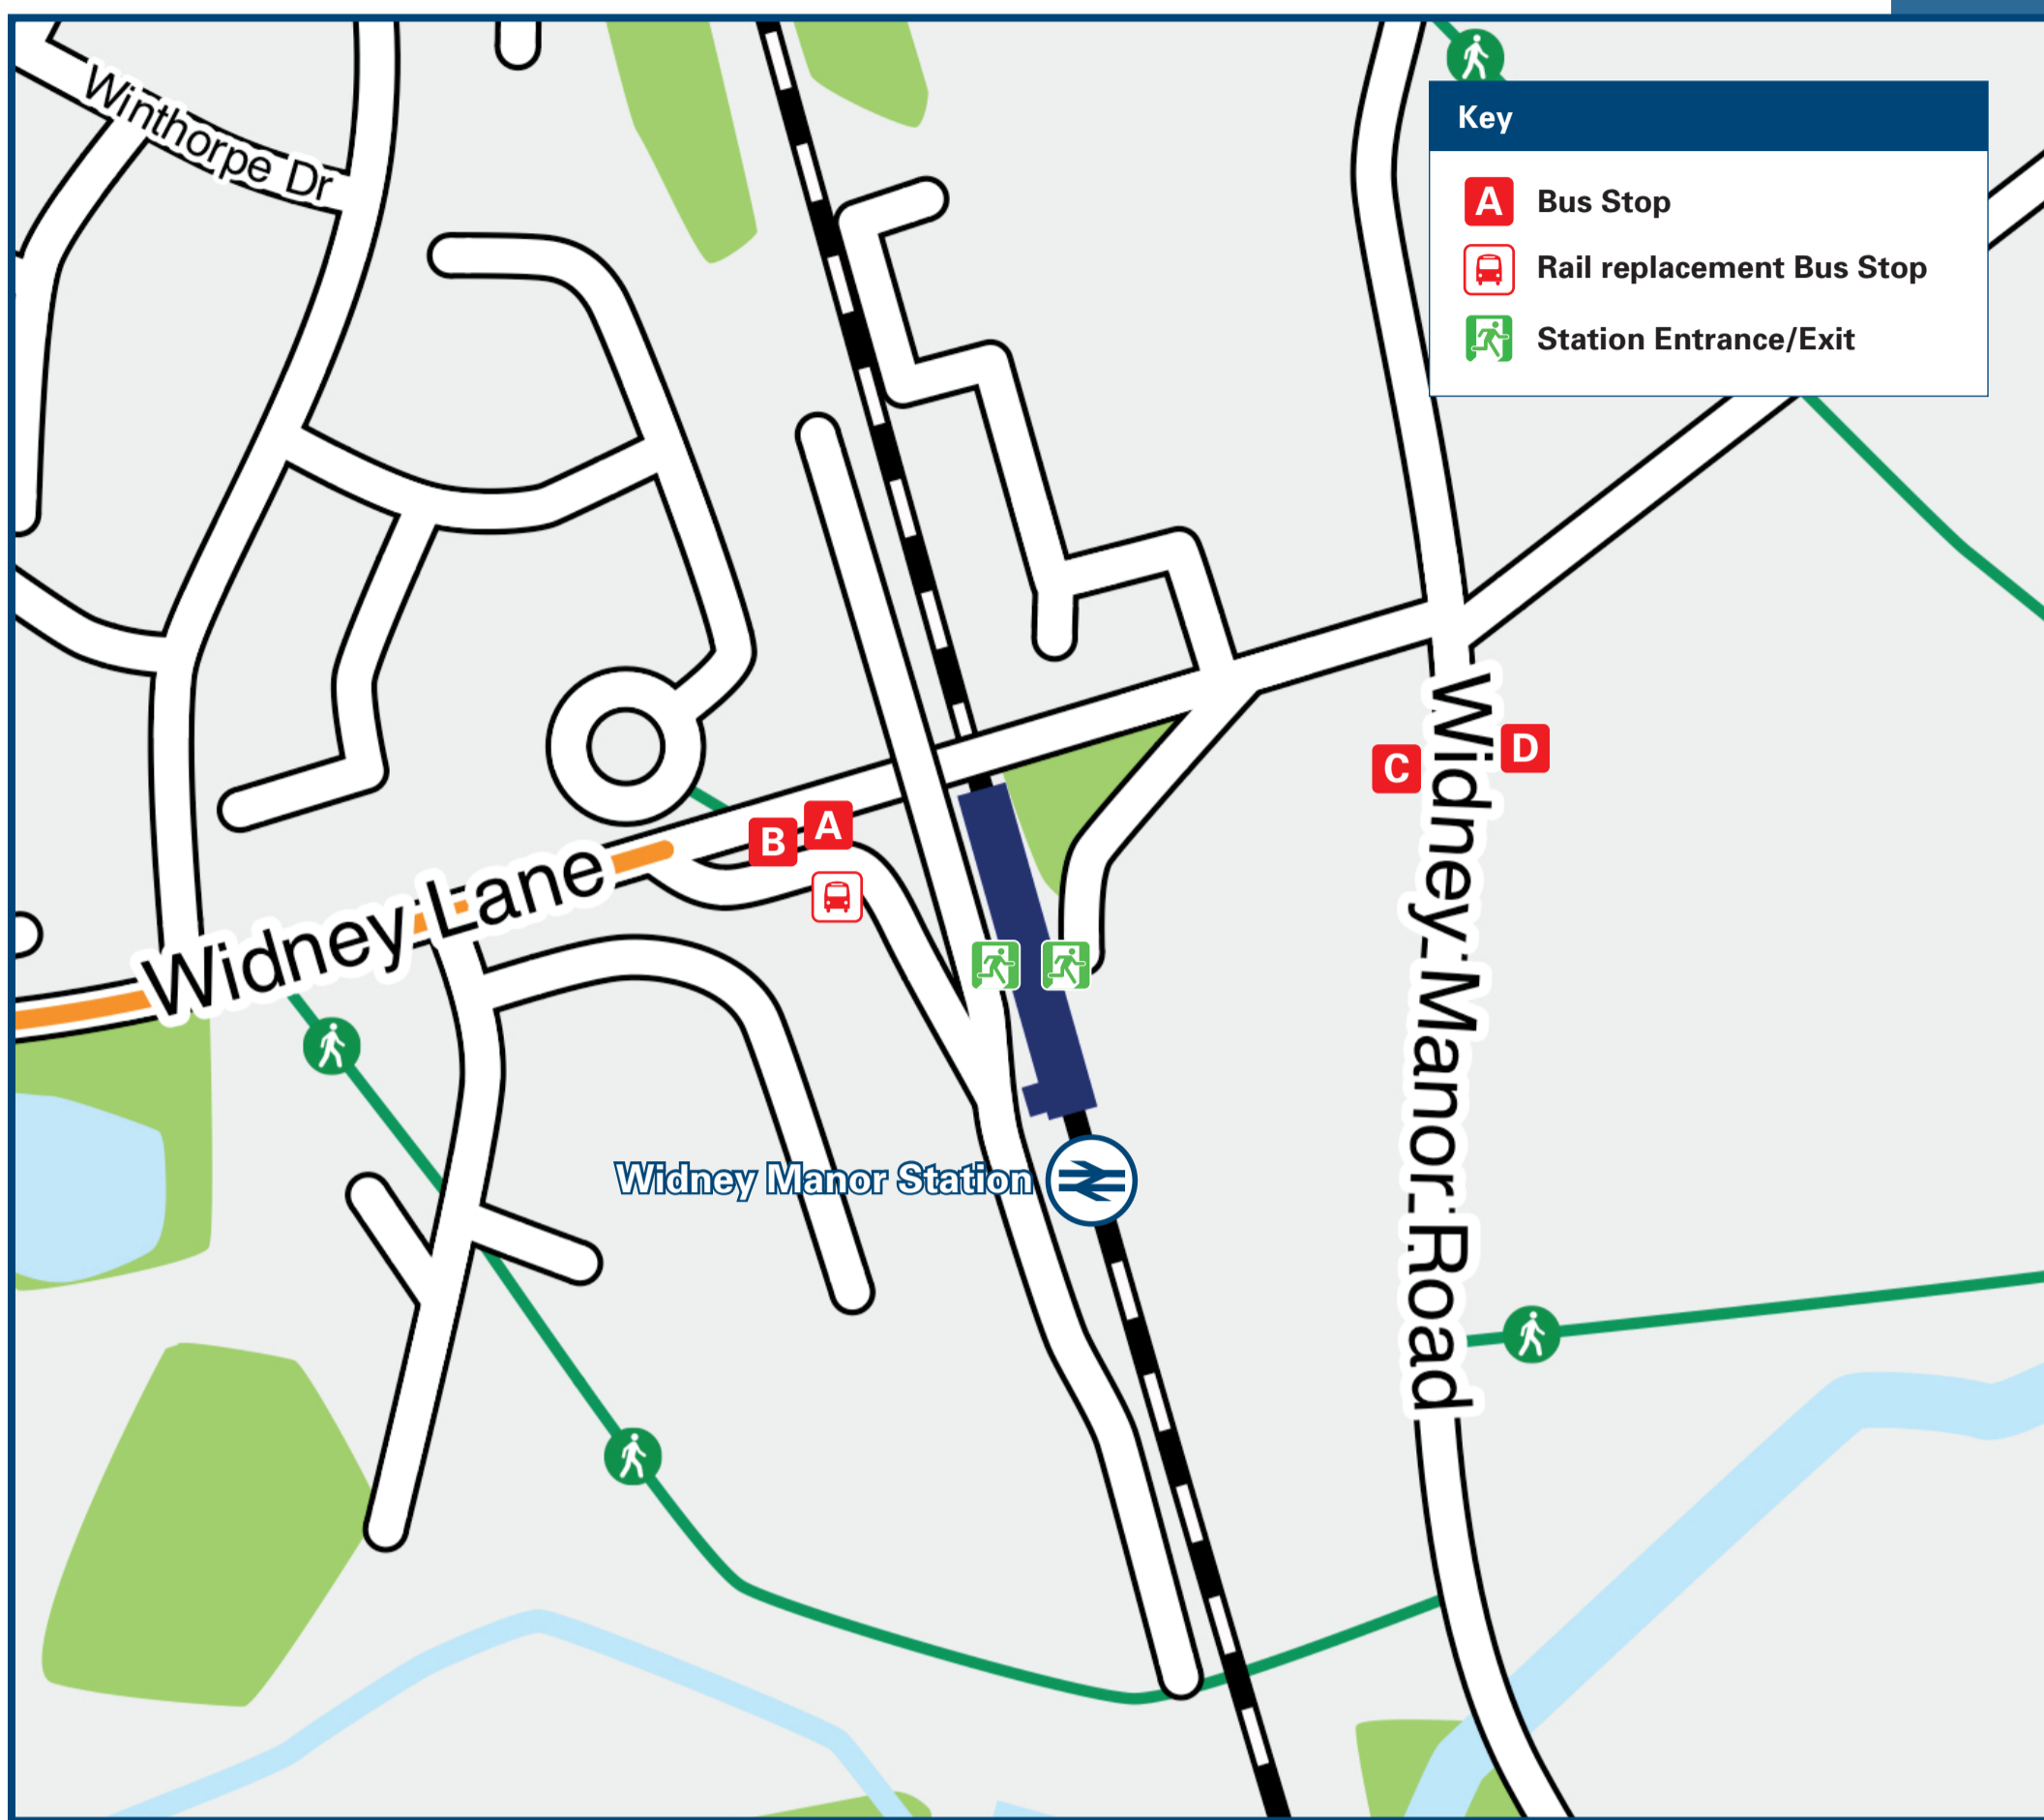 Winthorpe Dr
Key
A Bus Stop
Rail replacement Bus Stop
Station Entrance/Exit
A
B
C
D
Widney Lane
Widney Manor Road
Widney Manor Station